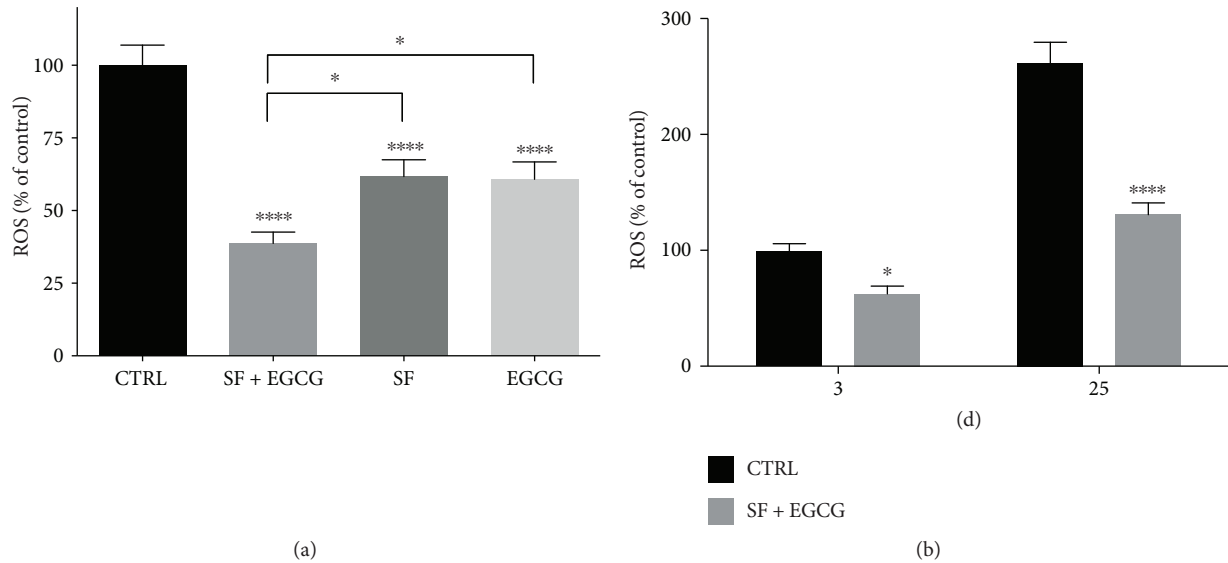 ROS (% of control)
100
75
50
25
0
*
*
****
****
****
CTRL
SF + EGCG
SF
EGCG
(a)
ROS (% of control)
300
200
100
0
*
****
3
25
(d)
CTRL
SF + EGCG
(b)